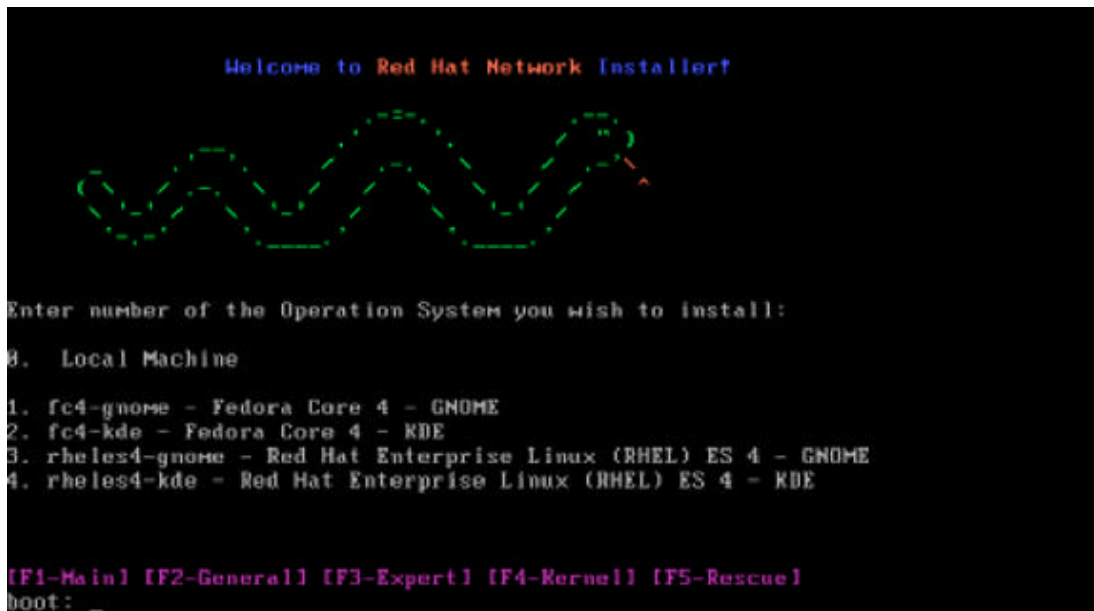 Welcome to Red Hat Network Installer!
Enter number of the Operation System you wish to install:
0. Local Machine
1. fc4-gnome - Fedora Core 4 - GNOME
2. fc4-kde - Fedora Core 4 - KDE
3. rheles4-gnome - Red Hat Enterprise Linux (RHEL) ES 4 - GNOME
4. rheles4-kde - Red Hat Enterprise Linux (RHEL) ES 4 - KDE
[F1-Main] [F2-General] [F3-Expert] [F4-Kernel] [F5-Rescue]
boot: _